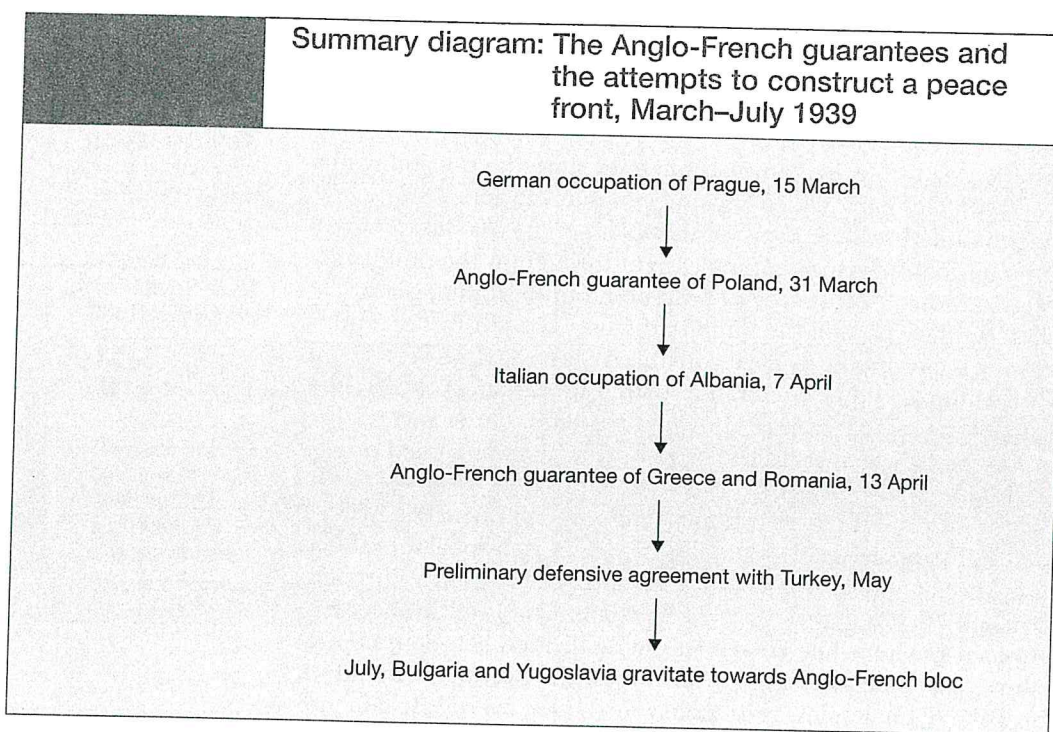 Summary diagram: The Anglo-French guarantees and
the attempts to construct a peace
front, March–July 1939
German occupation of Prague, 15 March
Anglo-French guarantee of Poland, 31 March
Italian occupation of Albania, 7 April
Anglo-French guarantee of Greece and Romania, 13 April
Preliminary defensive agreement with Turkey, May
July, Bulgaria and Yugoslavia gravitate towards Anglo-French bloc